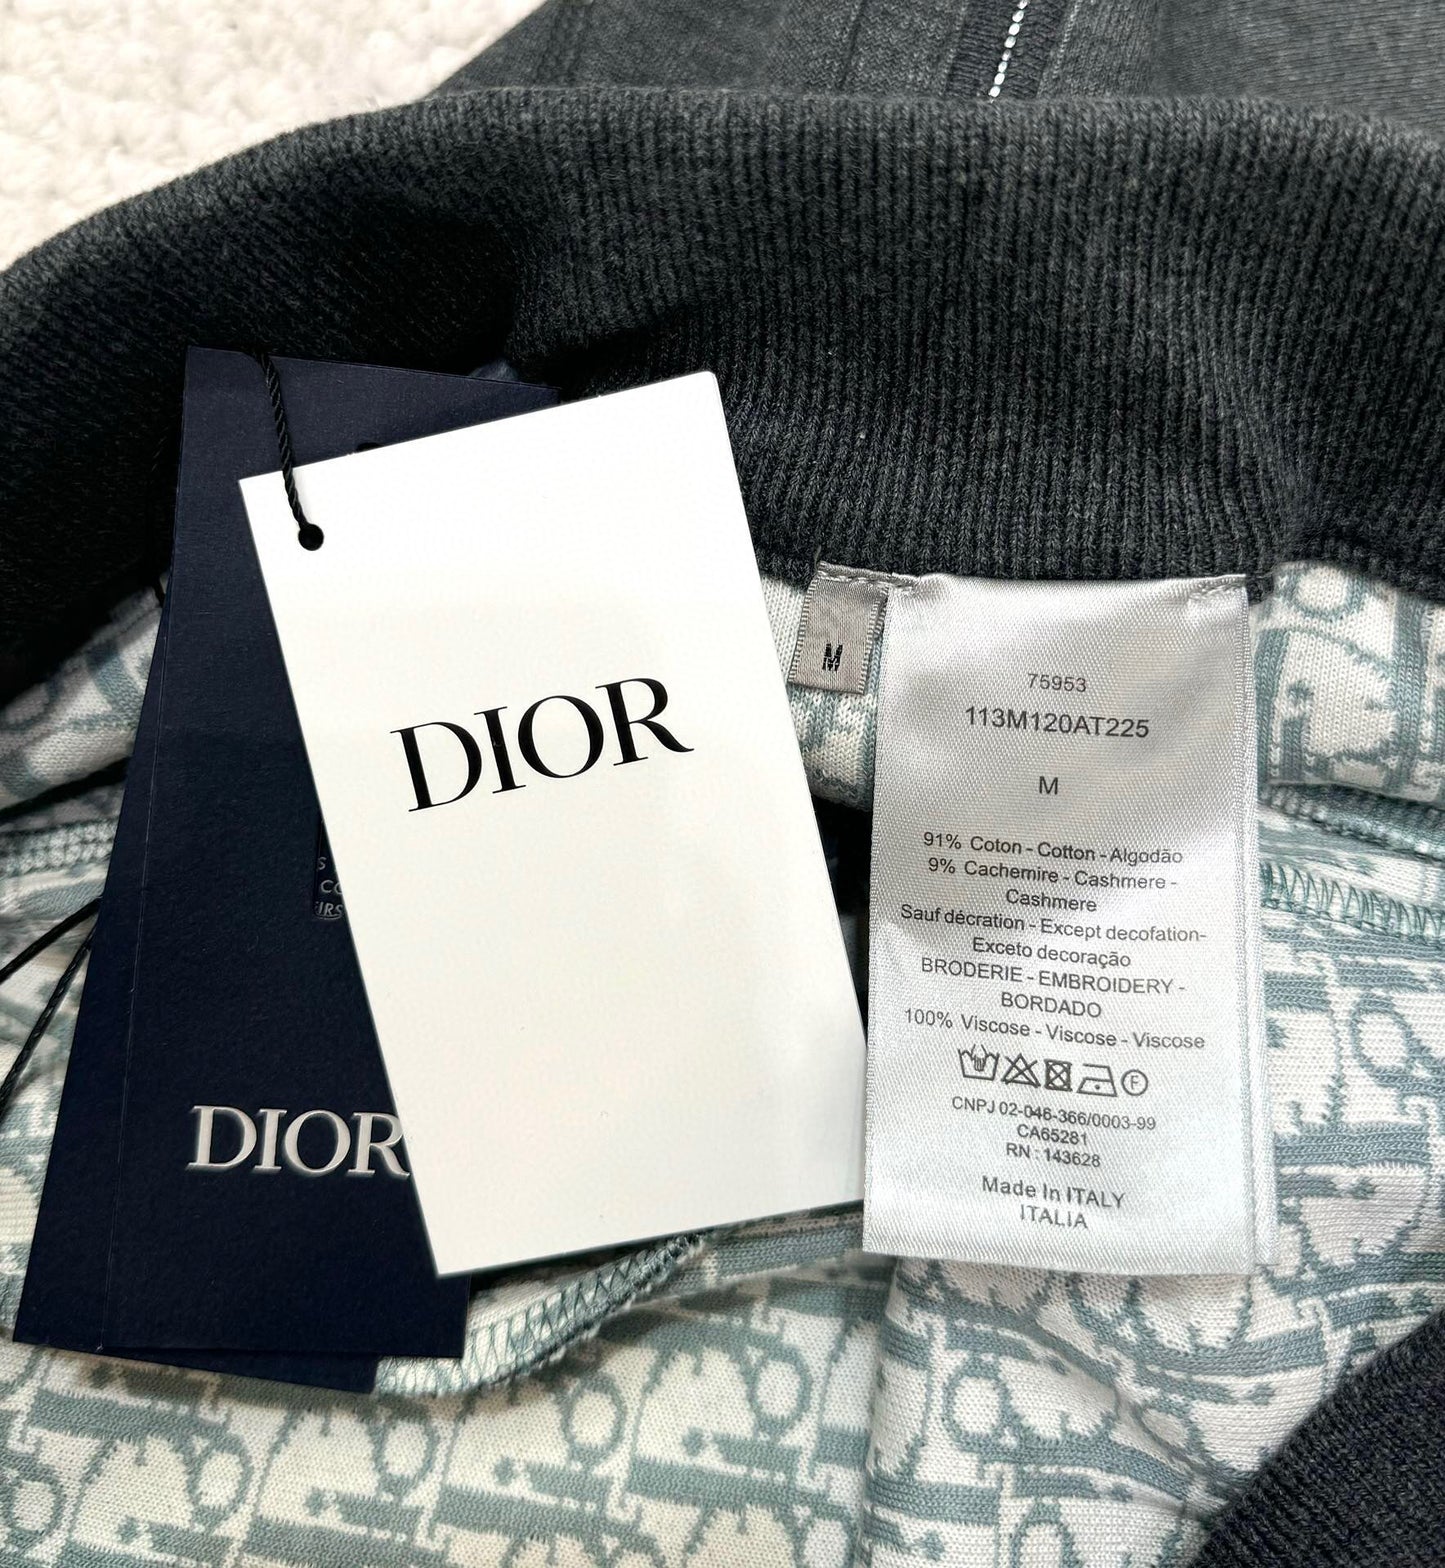 DIOR
DIOR
M
75953
113M120AT225
M
91% Coton - Cotton - Algodão
9% Cachemire - Cashmere -
Cashmere
Sauf décration - Except decofation-
Exceto decoração
BRODERIE - EMBROIDERY -
BORDADO
100% Viscose - Viscose - Viscose
F
CNPJ 02-046-366/0003-99
CA65281
RN : 143628
Made In ITALY
ITALIA